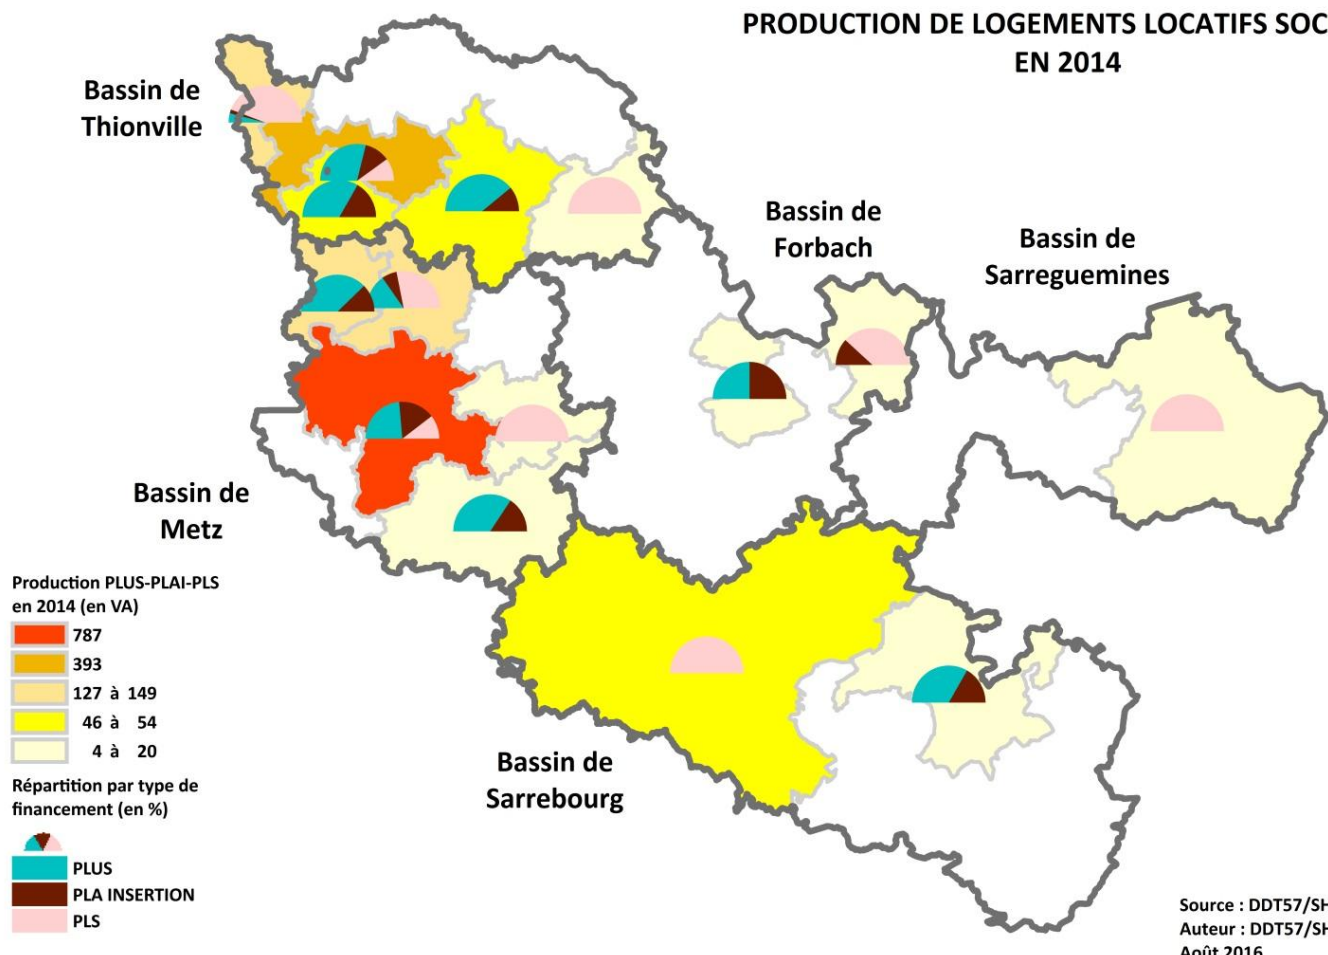 PRODUCTION DE LOGEMENTS LOCATIFS SOC
EN 2014
Bassin de
Thionville
Bassin de
Forbach
Bassin de
Sarreguemines
Bassin de
Metz
Bassin de
Sarrebourg
Production PLUS-PLAI-PLS
en 2014 (en VA)
787
393
127 à 149
46 à 54
4 à 20
Répartition par type de
financement (en %)
PLUS
PLA INSERTION
PLS
Source : DDT57/SH
Auteur : DDT57/SH
Août 2016